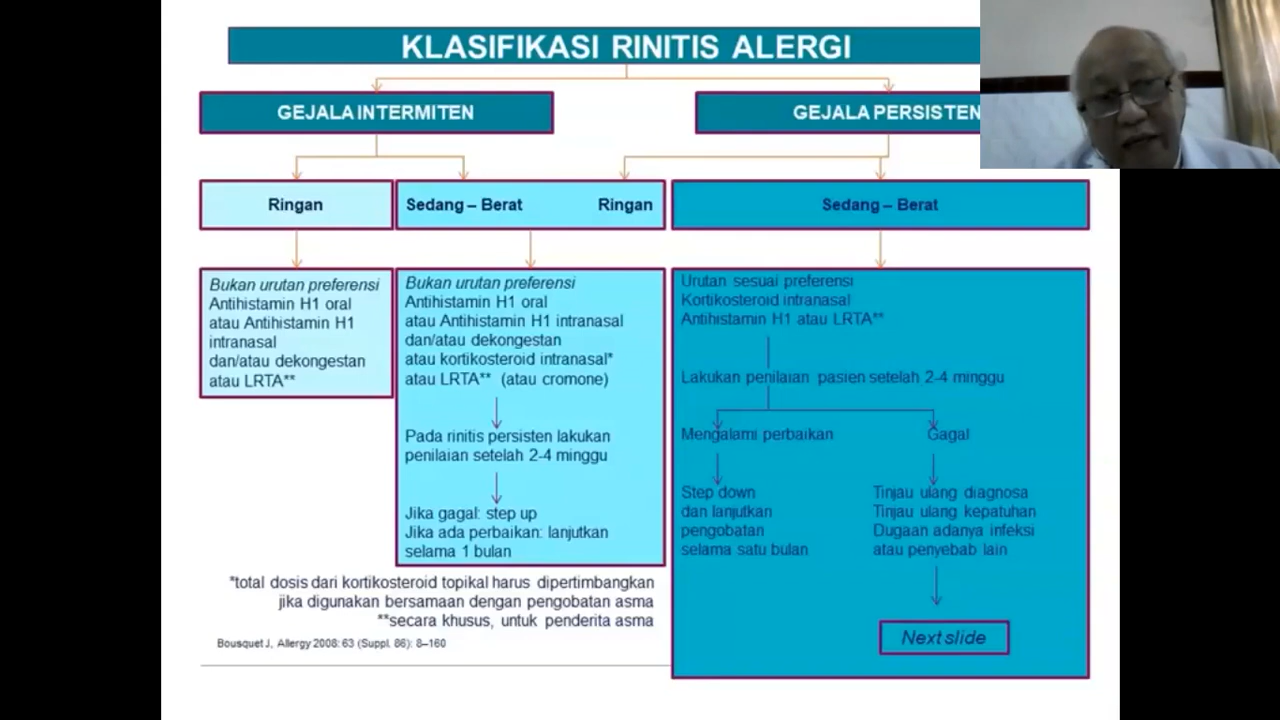 KLASIFIKASI RINITIS ALERGI
GEJALA INTERMITEN
GEJALA PERSISTEN
Ringan
Sedang – Berat
Ringan
Sedang – Berat
Bukan urutan preferensi
Antihistamin H1 oral
atau Antihistamin H1
intranasal
dan/atau dekongestan
atau LRTA**
Bukan urutan preferensi
Antihistamin H1 oral
atau Antihistamin H1 intranasal
dan/atau dekongestan
atau kortikosteroid intranasal*
atau LRTA** (atau cromone)
Pada rinitis persisten lakukan
penilaian setelah 2-4 minggu
Jika gagal: step up
Jika ada perbaikan: lanjutkan
selama 1 bulan
Urutan sesuai preferensi
Kortikosteroid intranasal
Antihistamin H1 atau LRTA**
Lakukan penilaian pasien setelah 2-4 minggu
Mengalami perbaikan
Gagal
Step down
dan lanjutkan
pengobatan
selama satu bulan
Tinjau ulang diagnosa
Tinjau ulang kepatuhan
Dugaan adanya infeksi
atau penyebab lain
Next slide
*total dosis dari kortikosteroid topikal harus dipertimbangkan
jika digunakan bersamaan dengan pengobatan asma
**secara khusus, untuk penderita asma
Bousquet J, Allergy 2008: 63 (Suppl. 86): 8–160